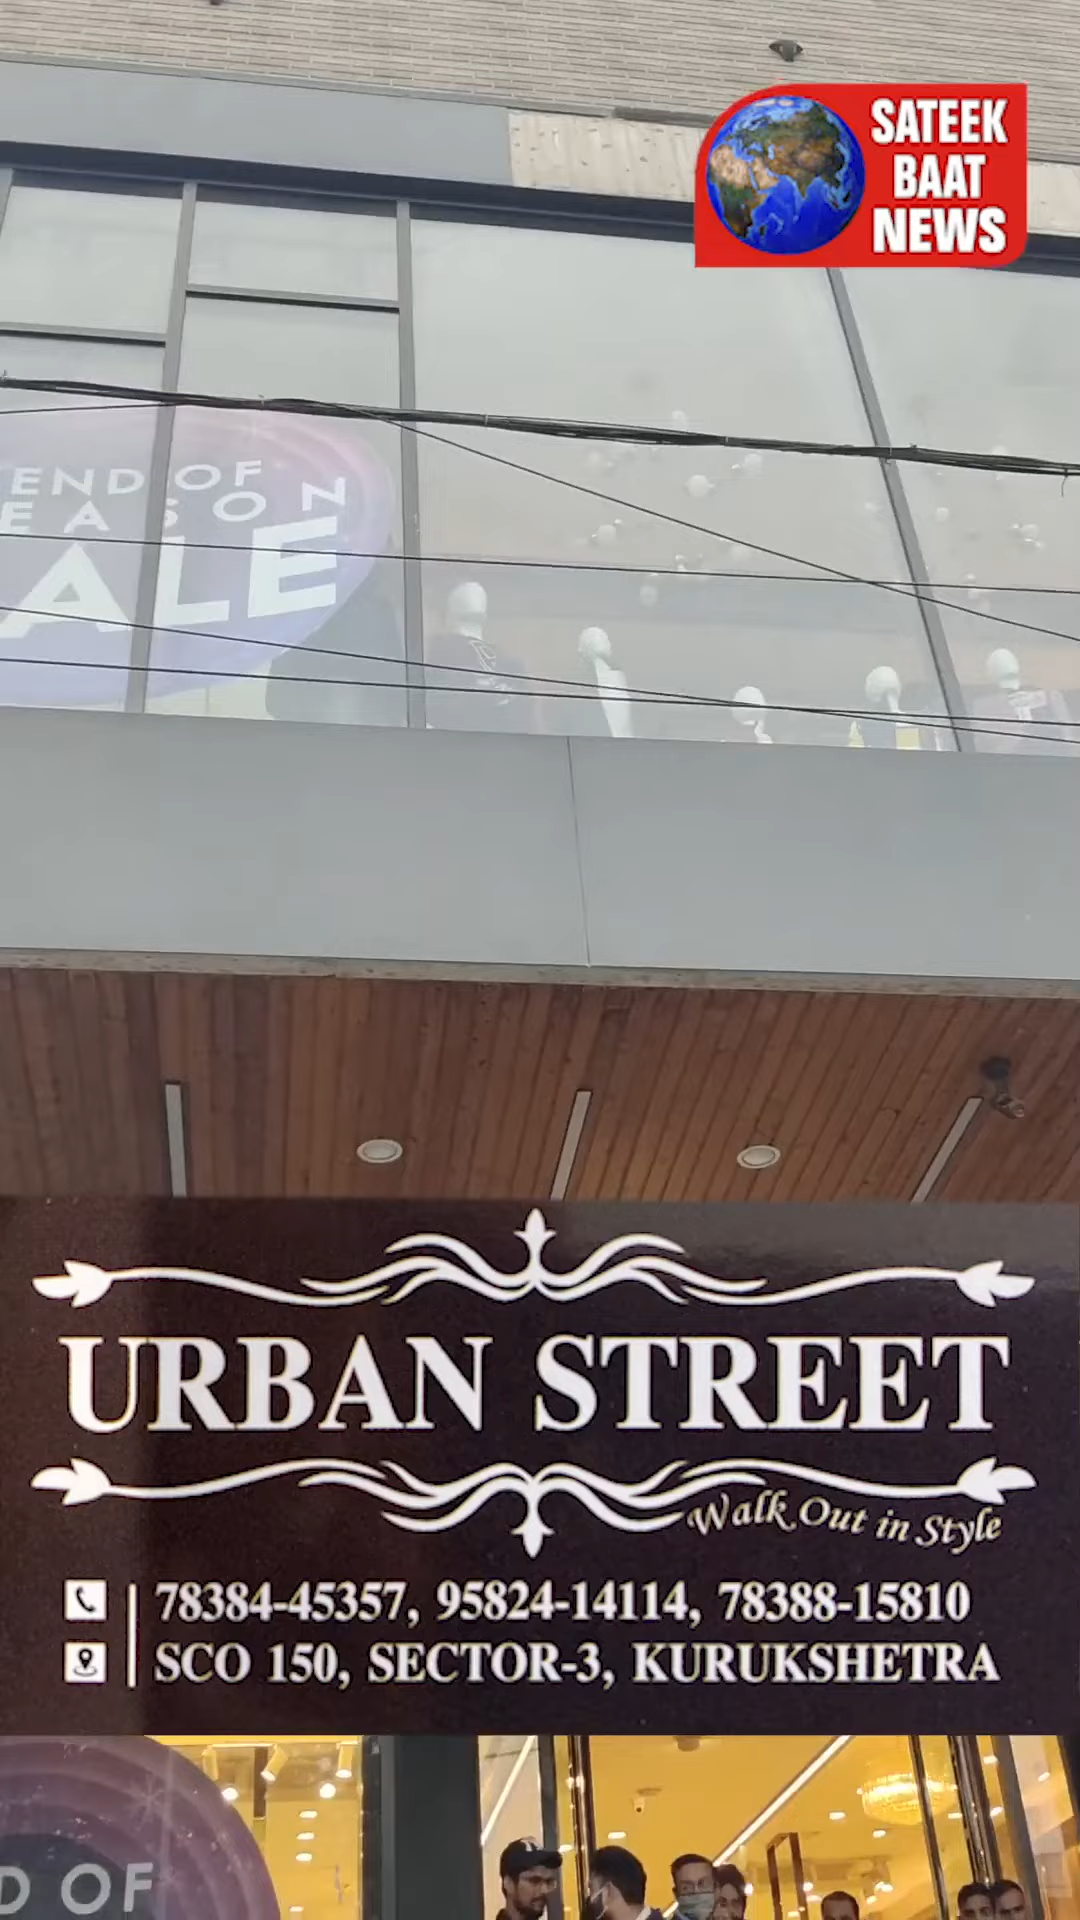 SATEEK
BAAT
NEWS
END OF
EASON
ALE
URBAN STREET
Walk Out in Style
78384-45357, 95824-14114, 78388-15810
SCO 150, SECTOR-3, KURUKSHETRA
D OF